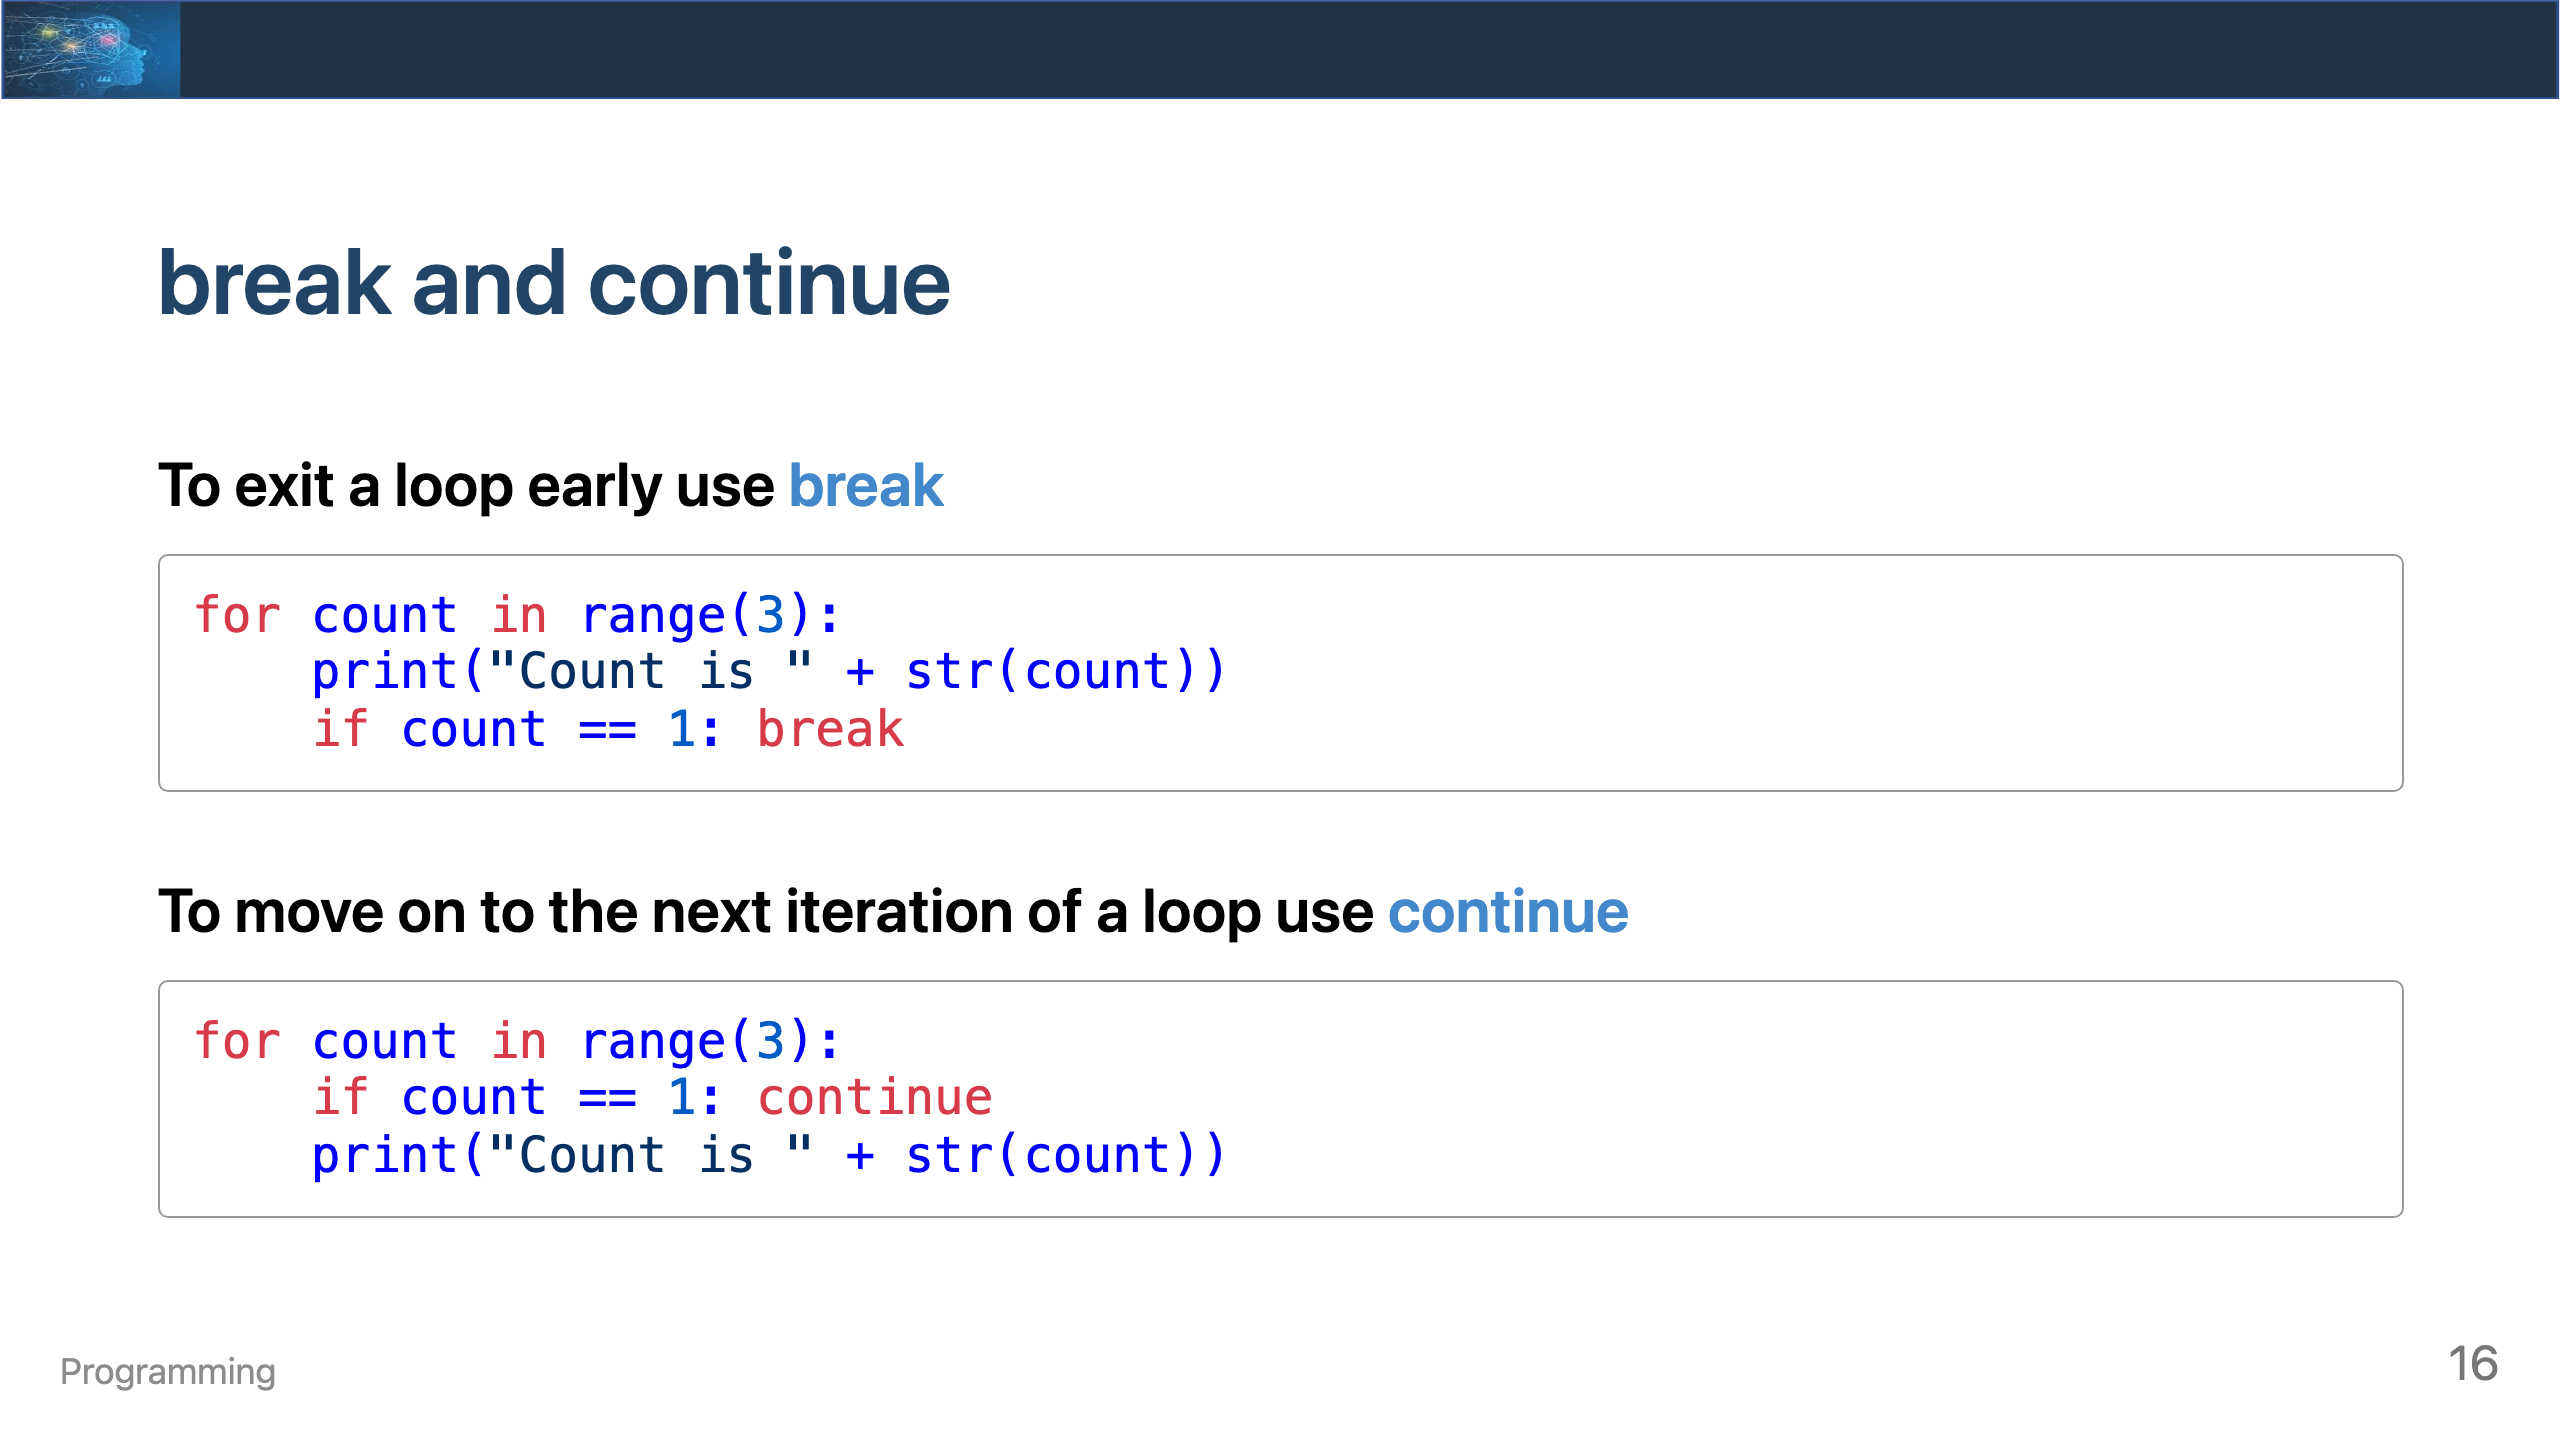 break and continue
To exit a loop early use break
for count in range(3):
    print("Count is " + str(count))
    if count == 1: break
To move on to the next iteration of a loop use continue
for count in range(3):
    if count == 1: continue
    print("Count is " + str(count))
Programming
16